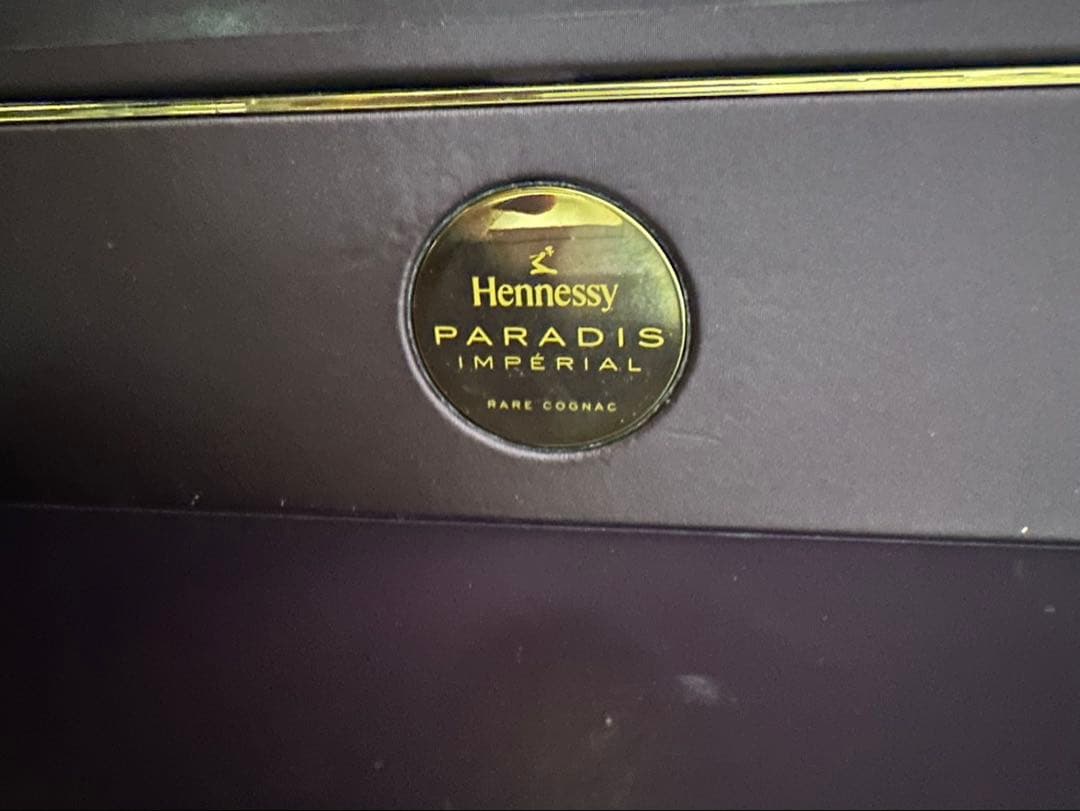 Hennessy
PARADIS
IMPÉRIAL
RARE COGNAC